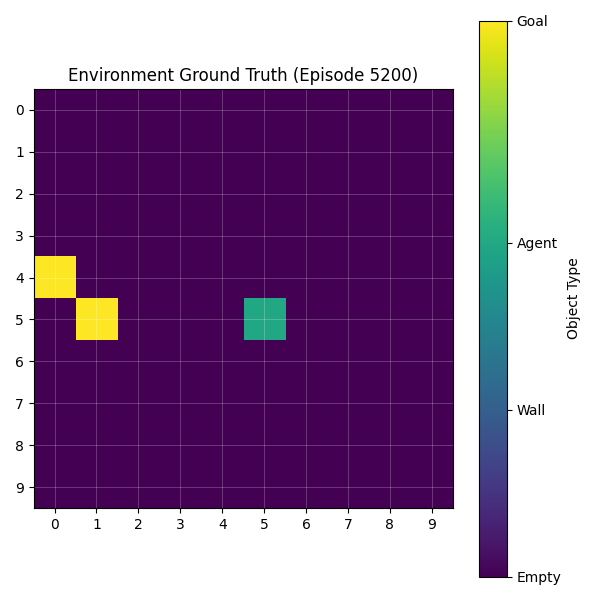 Environment Ground Truth (Episode 5200)
0
1
2
3
4
5
6
7
8
9
0 1 2 3 4 5 6 7 8 9
Goal
Agent
Wall
Empty
Object Type